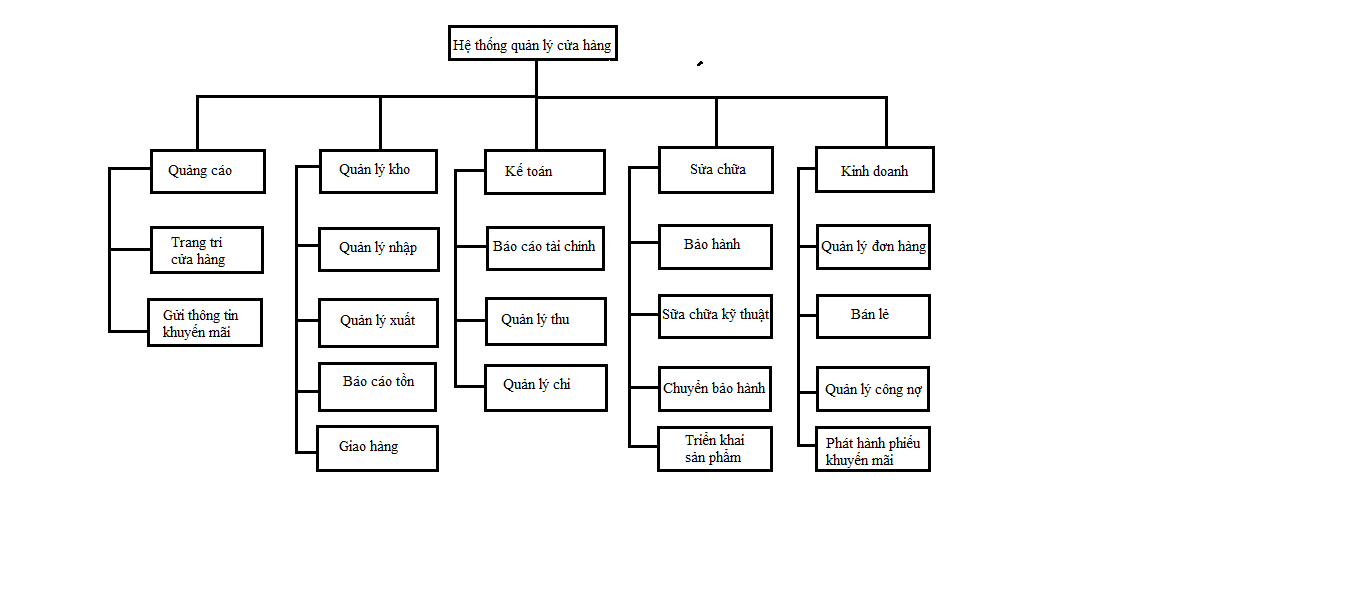 Hệ thống quản lý cửa hàng
Quảng cáo
Trang trí
cửa hàng
Gửi thông tin
khuyến mãi
Quản lý kho
Quản lý nhập
Quản lý xuất
Báo cáo tồn
Giao hàng
Kế toán
Báo cáo tài chính
Quản lý thu
Quản lý chi
Sửa chữa
Bảo hành
Sữa chữa kỹ thuật
Chuyển bảo hành
Triển khai
sản phẩm
Kinh doanh
Quản lý đơn hàng
Bán lẻ
Quản lý công nợ
Phát hành phiếu
khuyến mãi